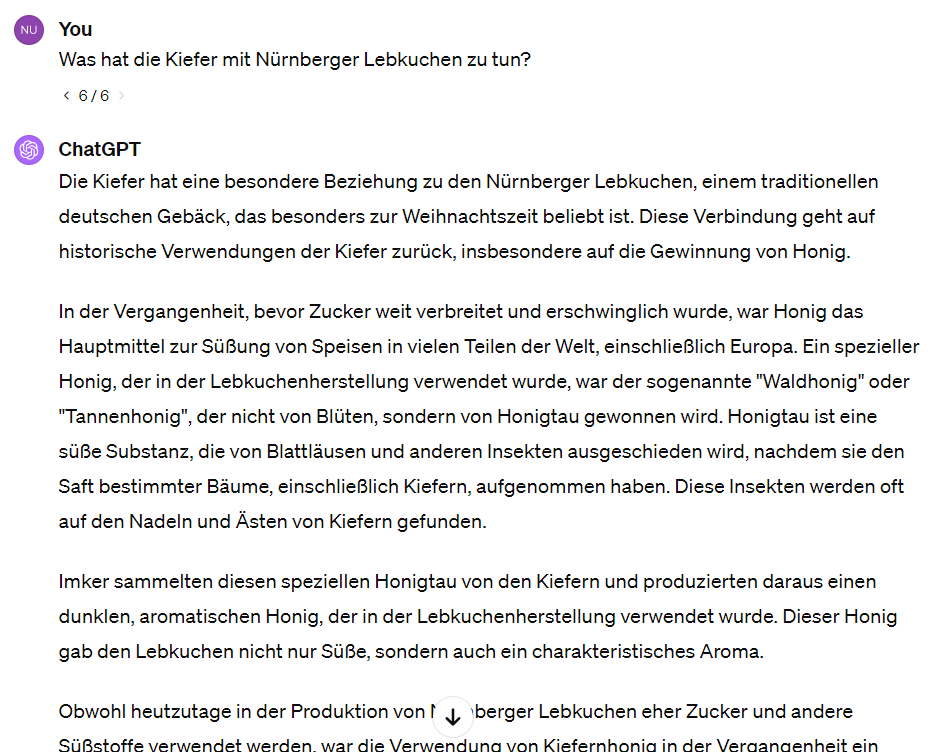 NU You
Was hat die Kiefer mit Nürnberger Lebkuchen zu tun?
6 / 6
ChatGPT
Die Kiefer hat eine besondere Beziehung zu den Nürnberger Lebkuchen, einem traditionellen
deutschen Gebäck, das besonders zur Weihnachtszeit beliebt ist. Diese Verbindung geht auf
historische Verwendungen der Kiefer zurück, insbesondere auf die Gewinnung von Honig.
In der Vergangenheit, bevor Zucker weit verbreitet und erschwinglich wurde, war Honig das
Hauptmittel zur Süßung von Speisen in vielen Teilen der Welt, einschließlich Europa. Ein spezieller
Honig, der in der Lebkuchenherstellung verwendet wurde, war der sogenannte "Waldhonig" oder
"Tannenhonig", der nicht von Blüten, sondern von Honigtau gewonnen wird. Honigtau ist eine
süße Substanz, die von Blattläusen und anderen Insekten ausgeschieden wird, nachdem sie den
Saft bestimmter Bäume, einschließlich Kiefern, aufgenommen haben. Diese Insekten werden oft
auf den Nadeln und Ästen von Kiefern gefunden.
Imker sammelten diesen speziellen Honigtau von den Kiefern und produzierten daraus einen
dunklen, aromatischen Honig, der in der Lebkuchenherstellung verwendet wurde. Dieser Honig
gab den Lebkuchen nicht nur Süße, sondern auch ein charakteristisches Aroma.
Obwohl heutzutage in der Produktion von berger Lebkuchen eher Zucker und andere
Süßstoffe verwendet werden, war die Verwendung von Kiefernhonig in der Vergangenheit ein